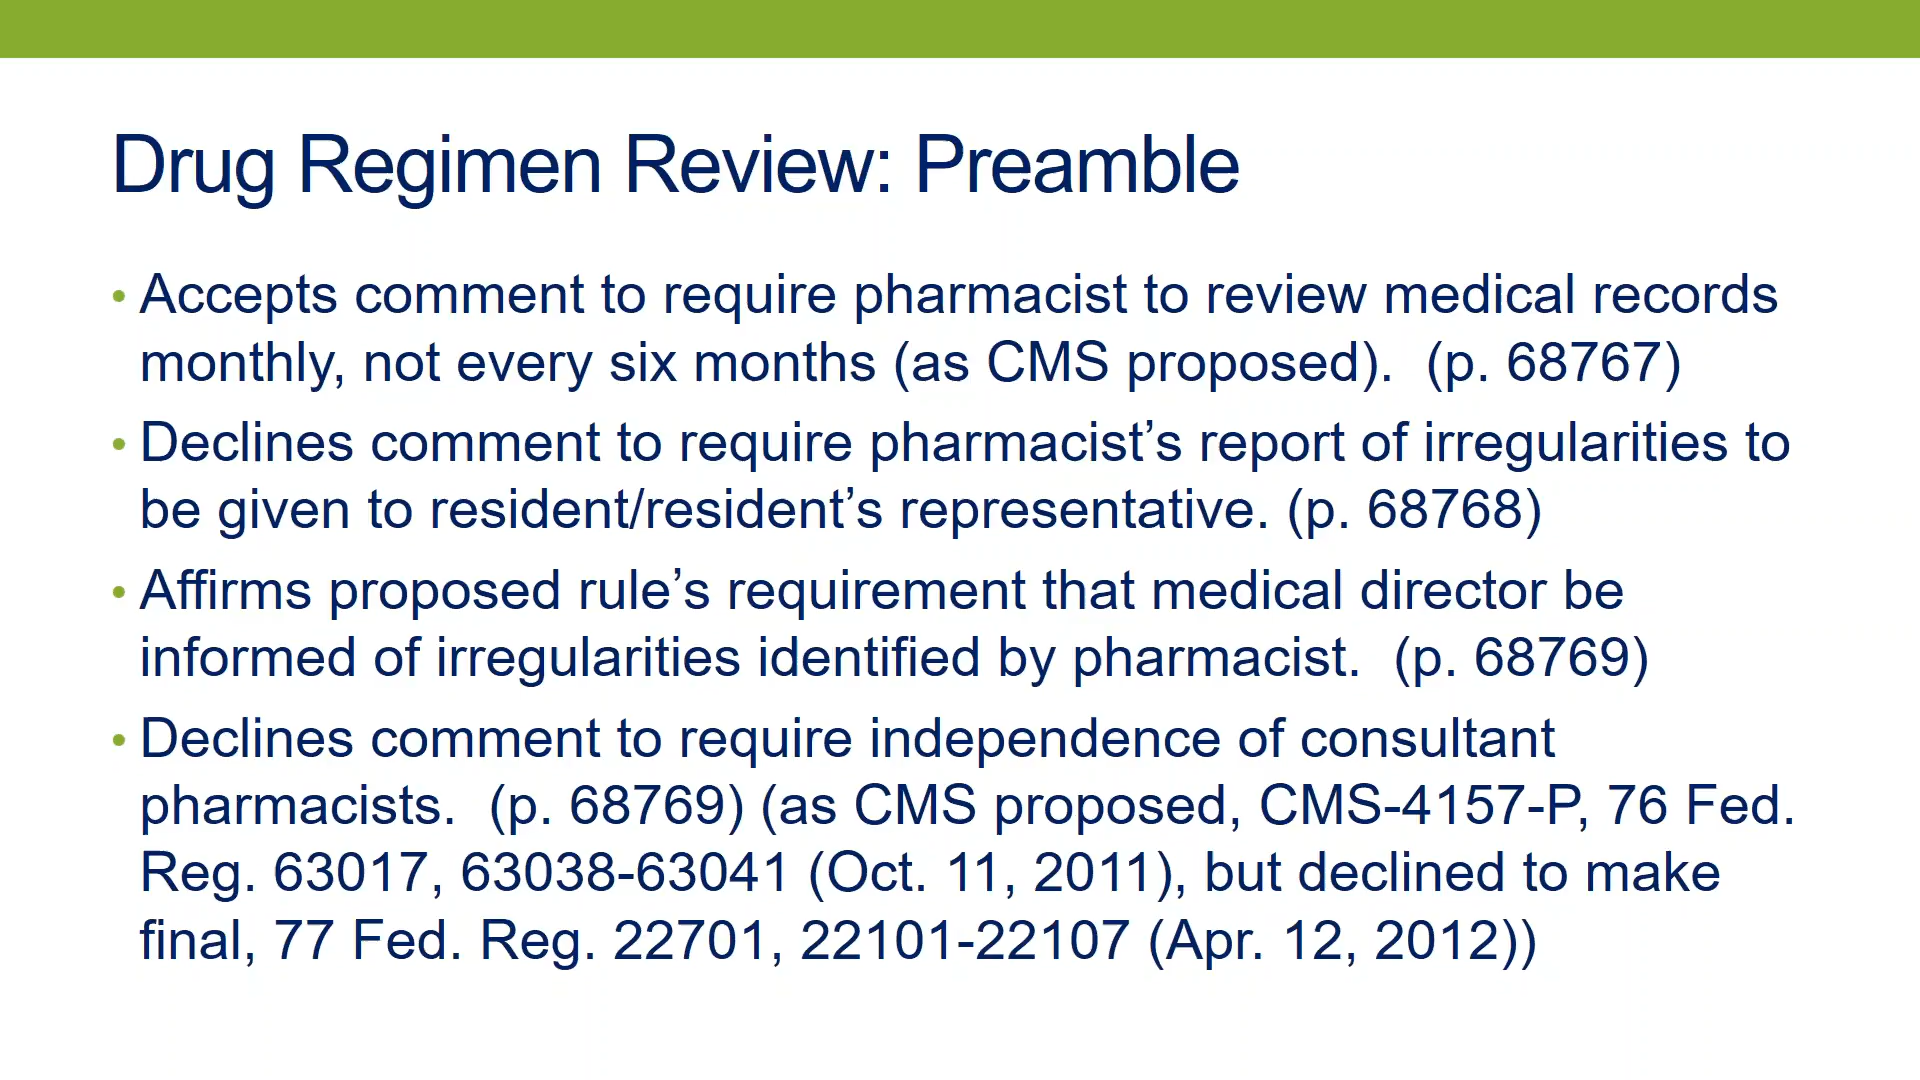 Drug Regimen Review: Preamble
• Accepts comment to require pharmacist to review medical records
monthly, not every six months (as CMS proposed).  (p. 68767)
• Declines comment to require pharmacist’s report of irregularities to
be given to resident/resident’s representative. (p. 68768)
• Affirms proposed rule’s requirement that medical director be
informed of irregularities identified by pharmacist.  (p. 68769)
• Declines comment to require independence of consultant
pharmacists.  (p. 68769) (as CMS proposed, CMS-4157-P, 76 Fed.
Reg. 63017, 63038-63041 (Oct. 11, 2011), but declined to make
final, 77 Fed. Reg. 22701, 22101-22107 (Apr. 12, 2012))